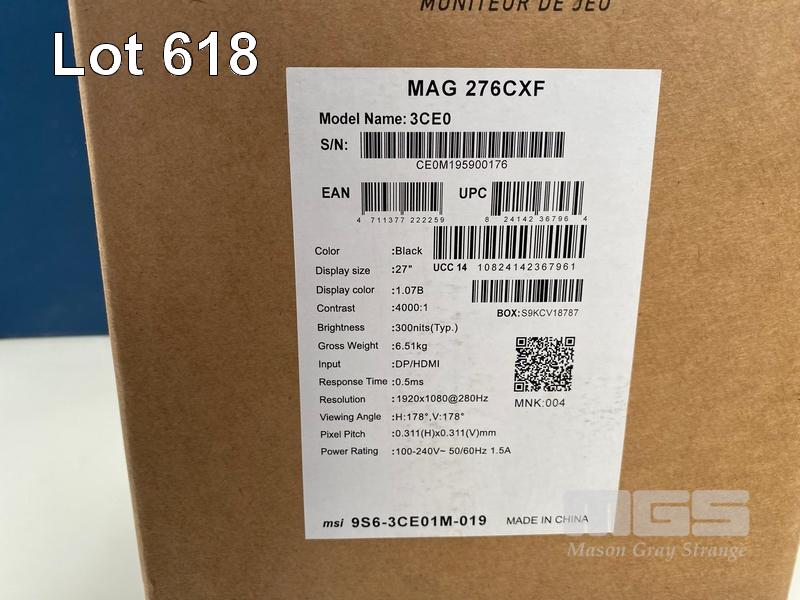 MONITEUR DE JEU
Lot 618
MAG 276CXF
Model Name: 3CE0
S/N:
CE0M195900176
EAN
4 711377 222259
UPC
8 24142 36796 4
Color :Black
UCC 14 10824142367961
Display size :27"
Display color :1.07B
Contrast :4000:1
BOX:S9KCV18787
Brightness :300nits(Typ.)
Gross Weight :6.51kg
Input :DP/HDMI
Response Time :0.5ms
Resolution :1920x1080@280Hz
MNK:004
Viewing Angle :H:178°,V:178°
Pixel Pitch :0.311(H)x0.311(V)mm
Power Rating :100-240V~ 50/60Hz 1.5A
msi 9S6-3CE01M-019 MADE IN CHINA
MGS
Mason Gray Strange